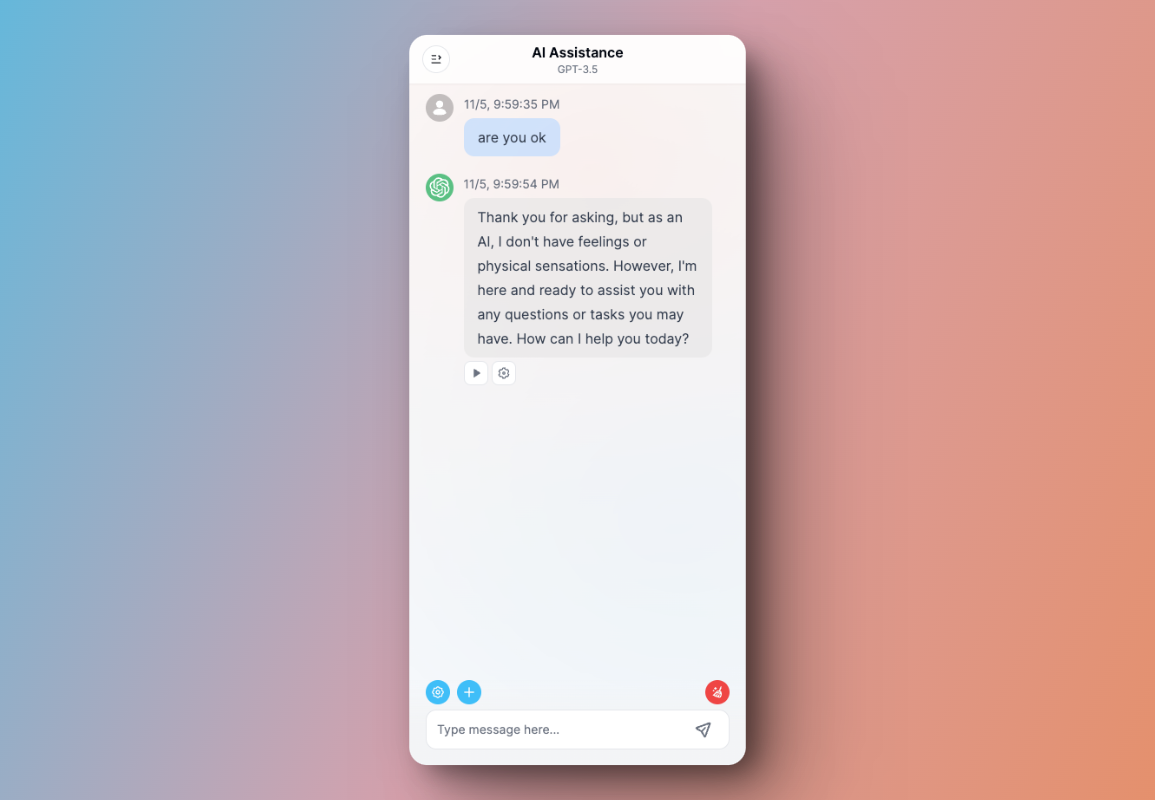 AI Assistance
GPT-3.5
11/5, 9:59:35 PM
are you ok
11/5, 9:59:54 PM
Thank you for asking, but as an
AI, I don't have feelings or
physical sensations. However, I'm
here and ready to assist you with
any questions or tasks you may
have. How can I help you today?
Type message here...